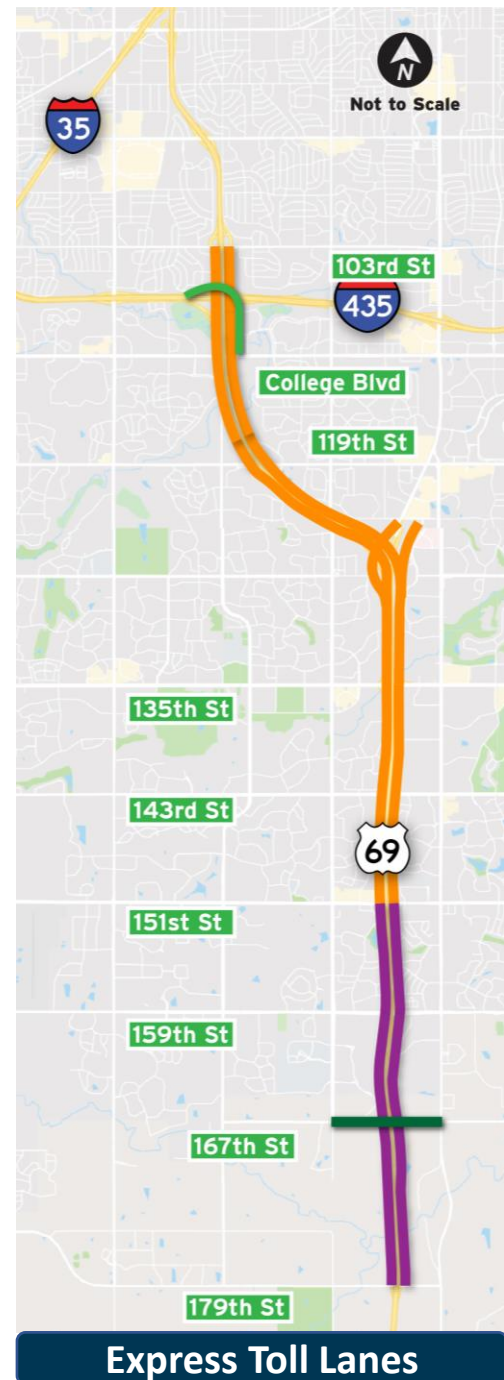 N
Not to Scale
35
103rd St
435
College Blvd
119th St
135th St
143rd St
69
151st St
159th St
167th St
179th St
Express Toll Lanes